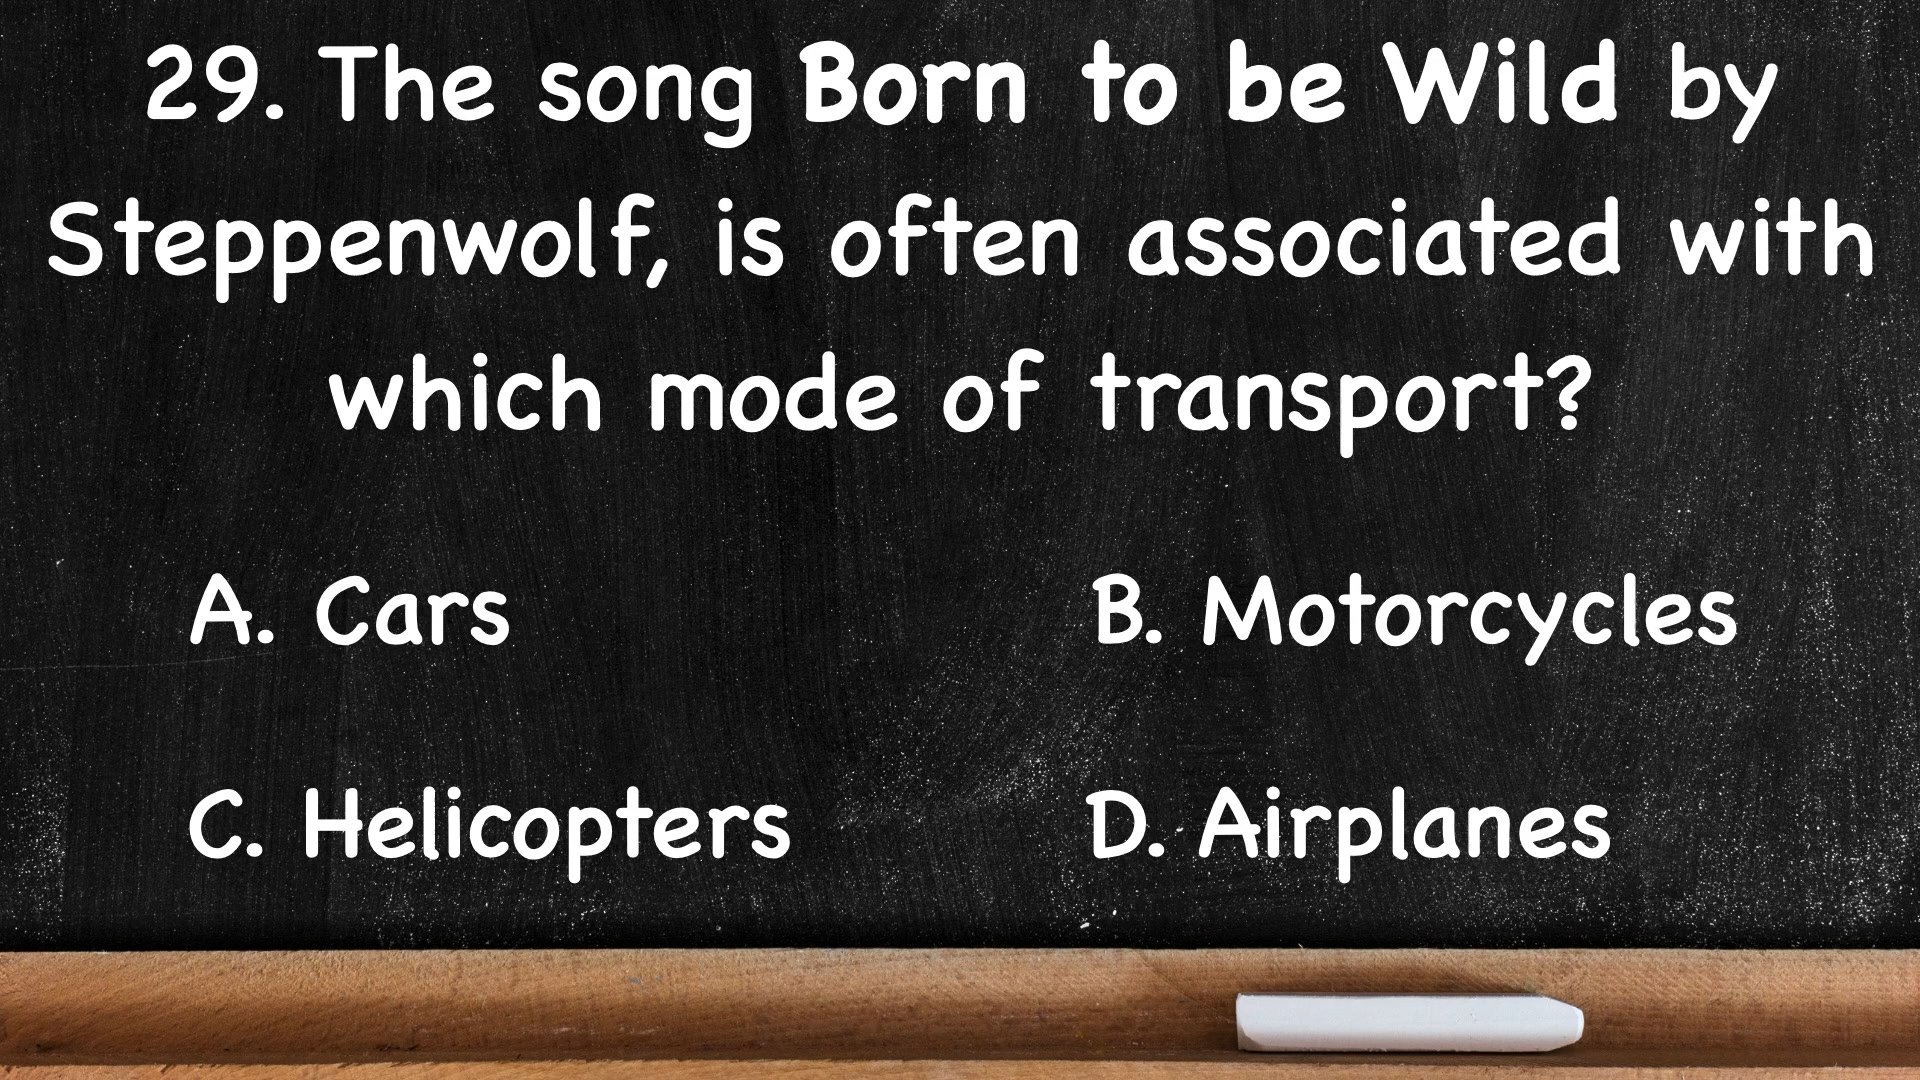 29. The song Born to be Wild by
Steppenwolf, is often associated with
which mode of transport?
A. Cars
B. Motorcycles
C. Helicopters
D. Airplanes